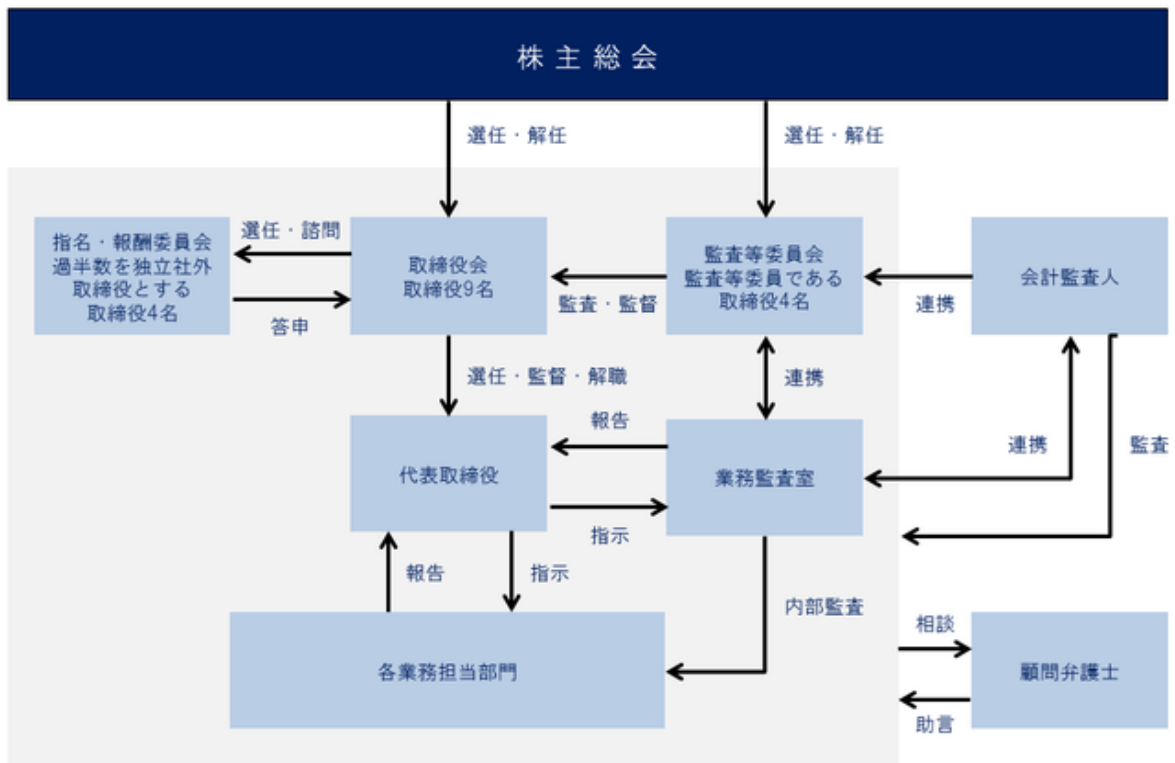 株主総会
選任・解任
選任・解任
指名・報酬委員会
過半数を独立社外
取締役とする
取締役4名
選任・諮問
答申
取締役会
取締役9名
監査・監督
監査等委員会
監査等委員である
取締役4名
連携
会計監査人
選任・監督・解職
連携
報告
代表取締役
指示
業務監査室
連携
監査
報告
指示
内部監査
各業務担当部門
相談
顧問弁護士
助言